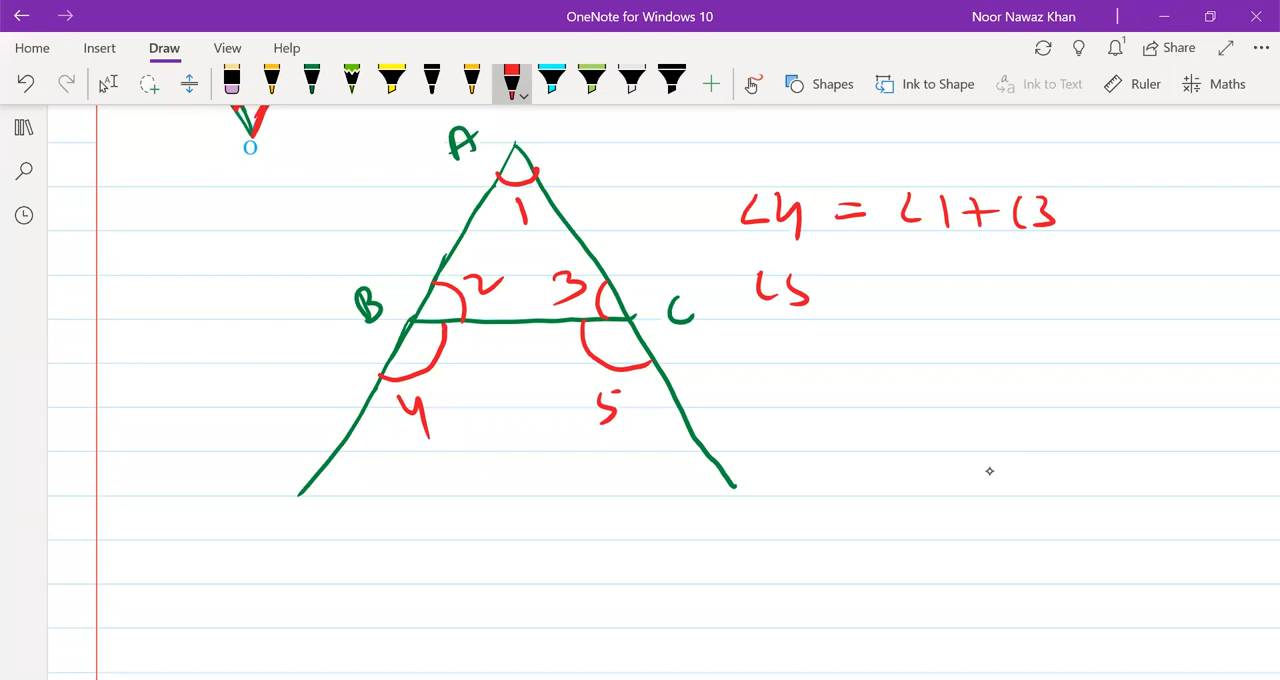 OneNote for Windows 10
Noor Nawaz Khan
Home Insert Draw View Help
1
Share
Shapes
Ink to Shape
Ink to Text
Ruler
Maths
O
A
1
∠4 = ∠1+∠3
2
3
∠5
B
C
4
5